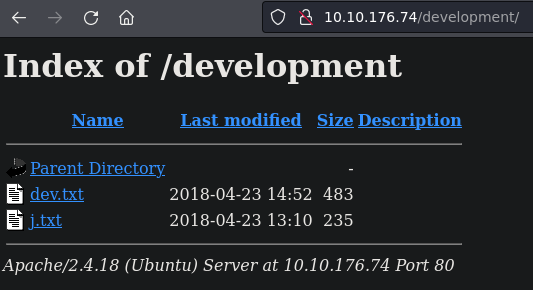 10.10.176.74/development/
Index of /development
Name Last modified Size Description
Parent Directory -
dev.txt 2018-04-23 14:52 483
j.txt 2018-04-23 13:10 235
Apache/2.4.18 (Ubuntu) Server at 10.10.176.74 Port 80